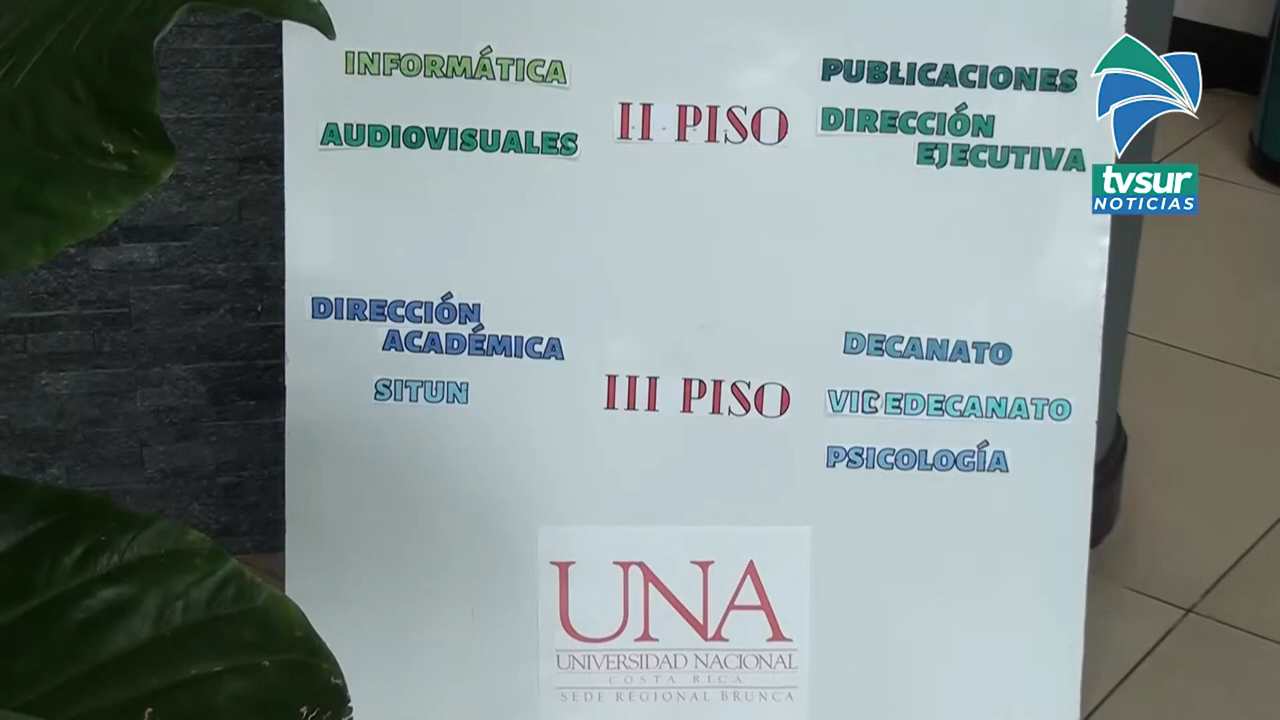 INFORMÁTICA
AUDIOVISUALES
II PISO
PUBLICACIONES
DIRECCIÓN
EJECUTIVA
tvsur
NOTICIAS
DIRECCIÓN
ACADÉMICA
SITUN
III PISO
DECANATO
VICEDECANATO
PSICOLOGÍA
UNA
UNIVERSIDAD NACIONAL
COSTA RICA
SEDE REGIONAL BRUNCA